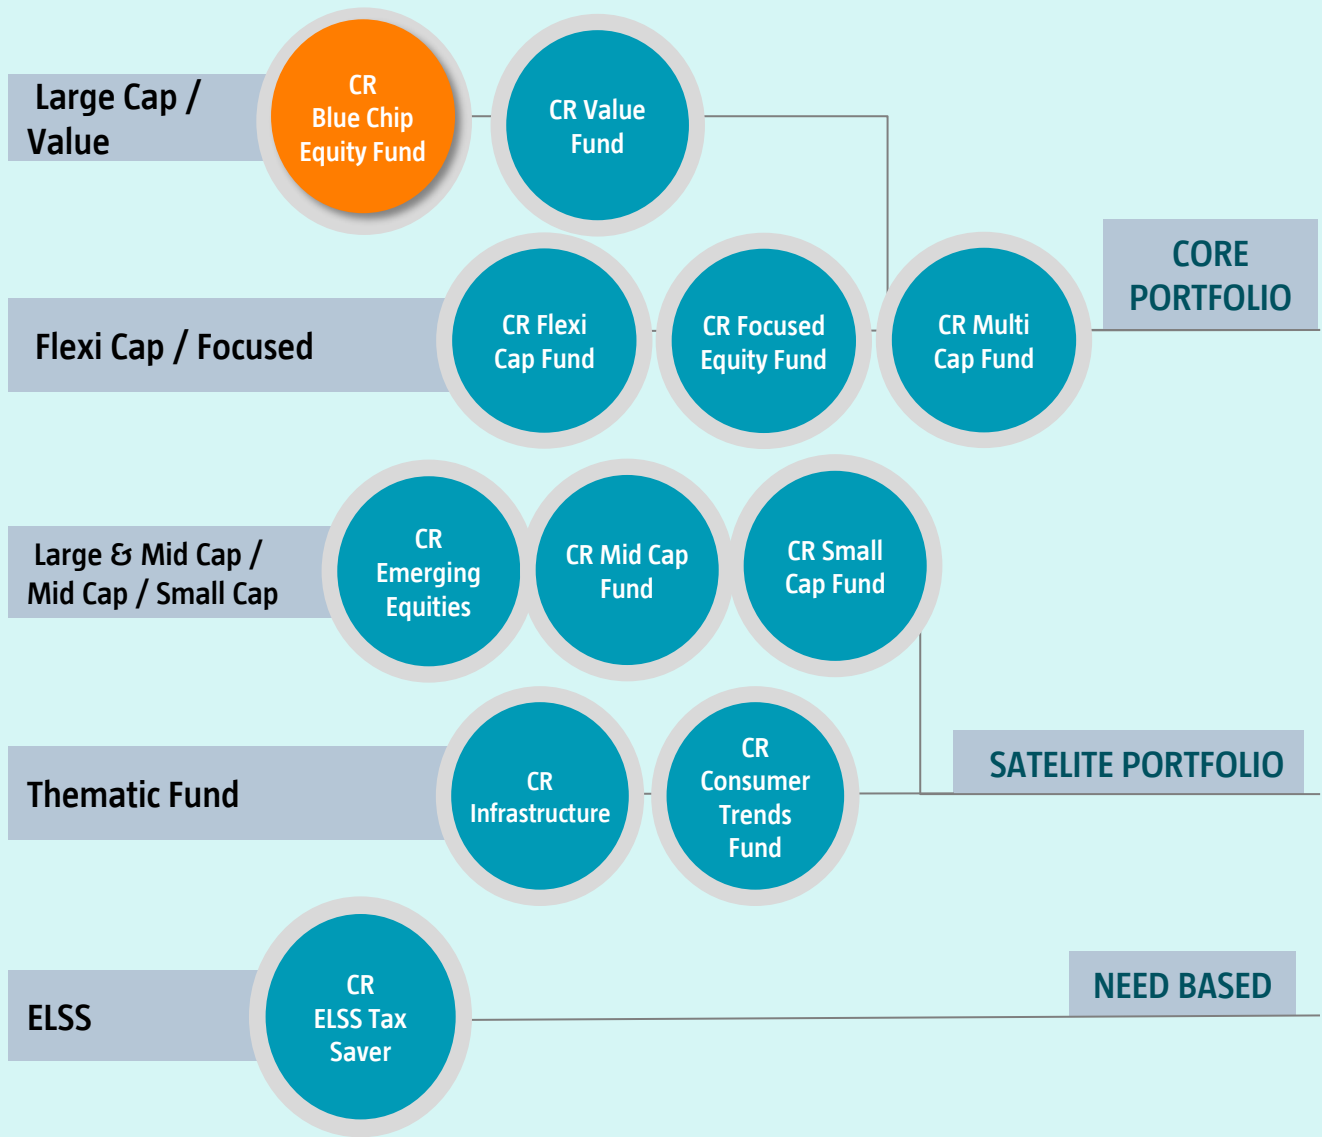 Large Cap /
Value
CR
Blue Chip
Equity Fund
CR Value
Fund
CORE
PORTFOLIO
Flexi Cap / Focused
CR Flexi
Cap Fund
CR Focused
Equity Fund
CR Multi
Cap Fund
Large & Mid Cap /
Mid Cap / Small Cap
CR
Emerging
Equities
CR Mid Cap
Fund
CR Small
Cap Fund
Thematic Fund
CR
Infrastructure
CR
Consumer
Trends
Fund
SATELITE PORTFOLIO
ELSS
CR
ELSS Tax
Saver
NEED BASED